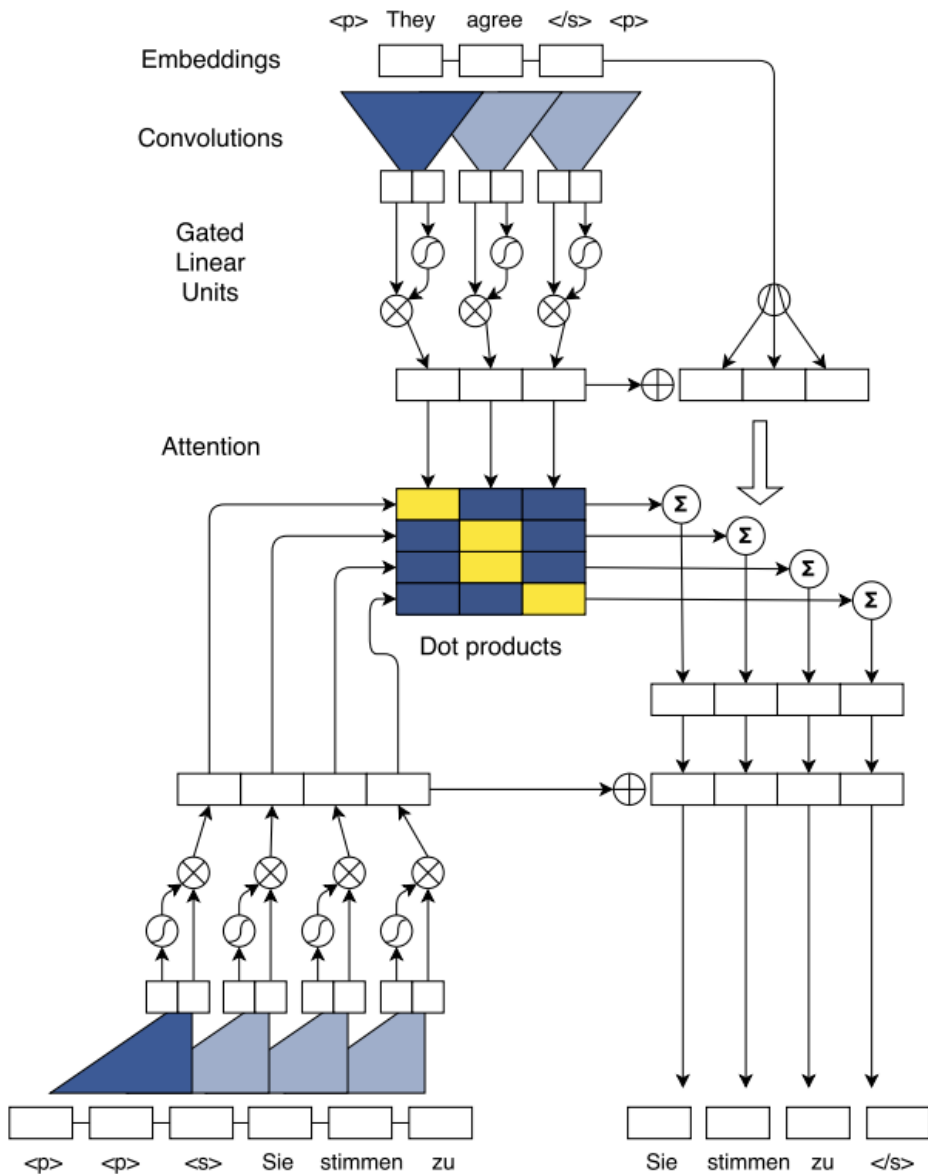 <p> They agree </s> <p>
Embeddings
Convolutions
Gated
Linear
Units
Attention
Σ
Σ
Σ
Σ
Dot products
<p> <p> <s> Sie stimmen zu
Sie stimmen zu </s>